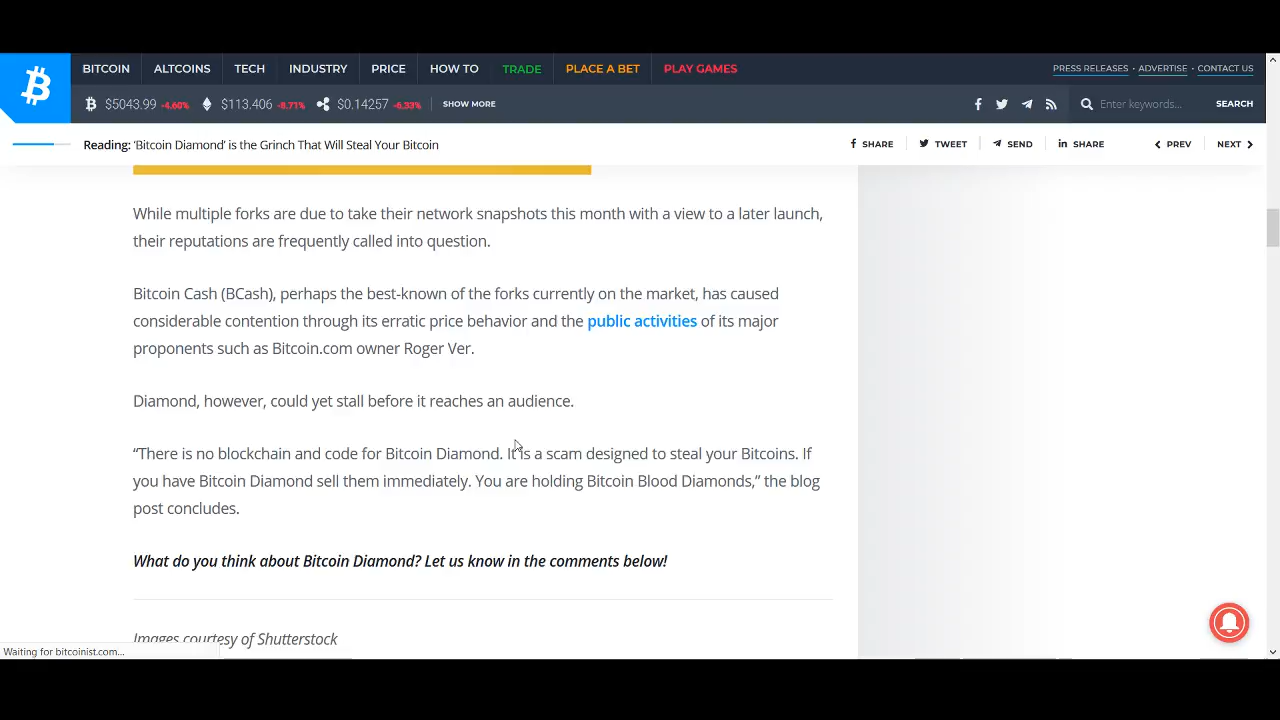 BITCOIN ALTCOINS TECH INDUSTRY PRICE HOW TO TRADE PLACE A BET PLAY GAMES PRESS RELEASES · ADVERTISE · CONTACT US
$5043.99 -4.60% $113.406 -8.71% $0.14257 -6.33% SHOW MORE Enter keywords... SEARCH
Reading: ‘Bitcoin Diamond’ is the Grinch That Will Steal Your Bitcoin SHARE TWEET SEND SHARE PREV NEXT
While multiple forks are due to take their network snapshots this month with a view to a later launch,
their reputations are frequently called into question.
Bitcoin Cash (BCash), perhaps the best-known of the forks currently on the market, has caused
considerable contention through its erratic price behavior and the public activities of its major
proponents such as Bitcoin.com owner Roger Ver.
Diamond, however, could yet stall before it reaches an audience.
“There is no blockchain and code for Bitcoin Diamond. It is a scam designed to steal your Bitcoins. If
you have Bitcoin Diamond sell them immediately. You are holding Bitcoin Blood Diamonds,” the blog
post concludes.
What do you think about Bitcoin Diamond? Let us know in the comments below!
Images courtesy of Shutterstock
Waiting for bitcoinist.com...